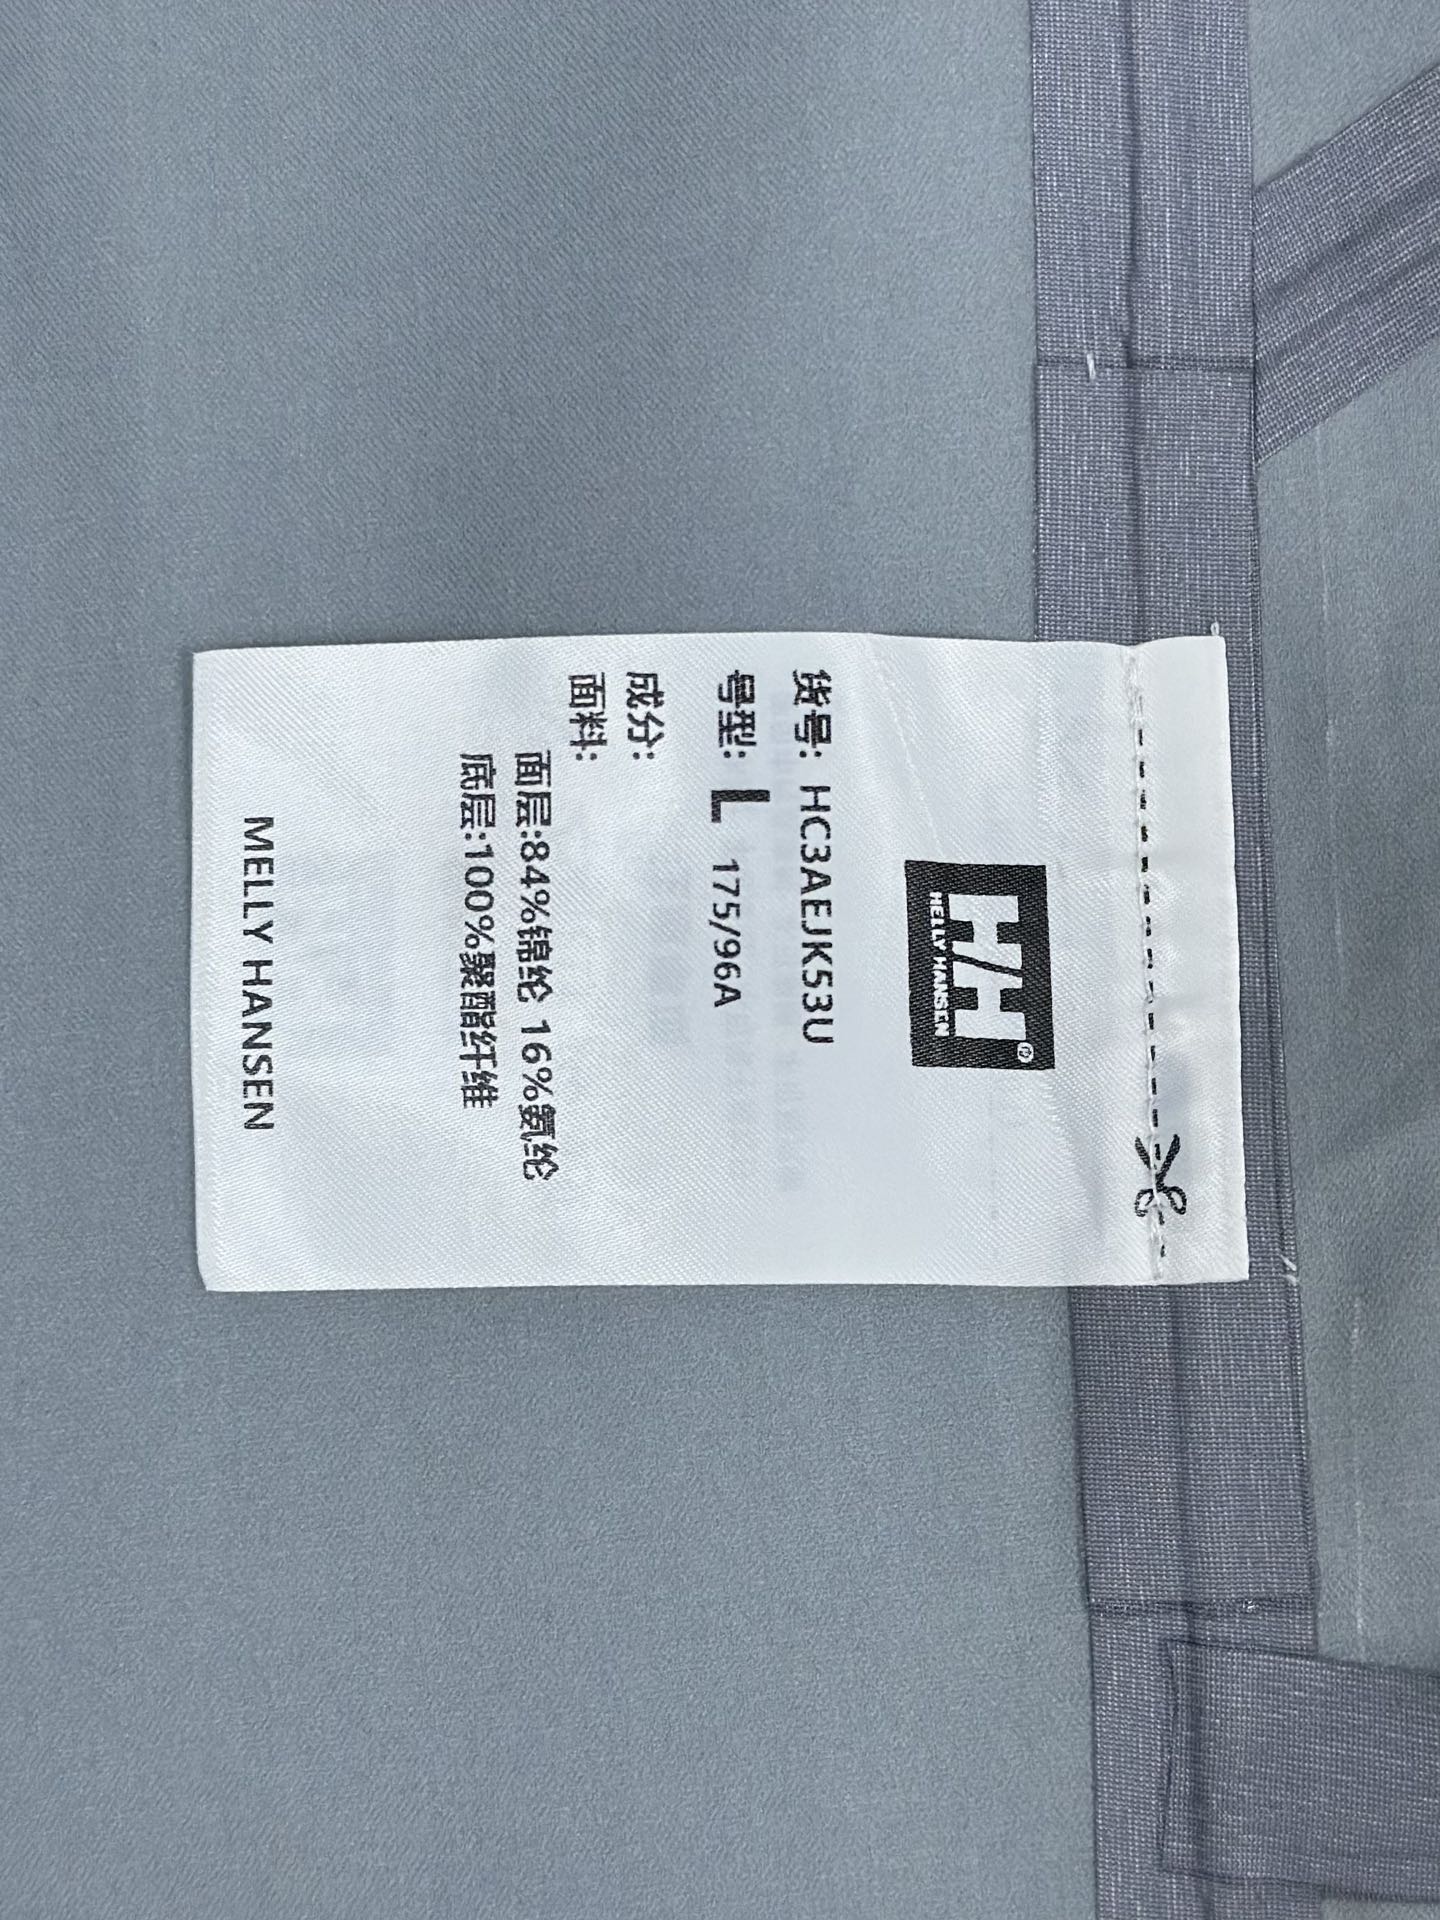 HH®
HELLY HANSEN
货号: HC3AEJK53U
号型: L 175/96A
成分:
面料:
面层:84%锦纶 16%氨纶
底层:100%聚酯纤维
MELLY HANSEN